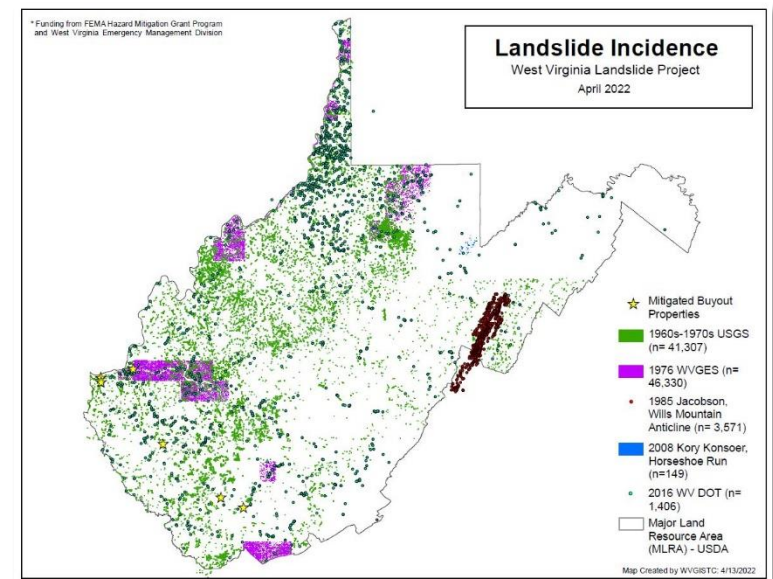 * Funding from FEMA Hazard Mitigation Grant Program
and West Virginia Emergency Management Division
Landslide Incidence
West Virginia Landslide Project
April 2022
Mitigated Buyout
Properties
1960s-1970s USGS
(n= 41,307)
1976 WVGES (n=
46,330)
1985 Jacobson,
Wills Mountain
Anticline (n= 3,571)
2008 Kory Konsoer,
Horseshoe Run
(n=149)
2016 WV DOT (n=
1,406)
Major Land
Resource Area
(MLRA) - USDA
Map Created by WVGISTC: 4/13/2022